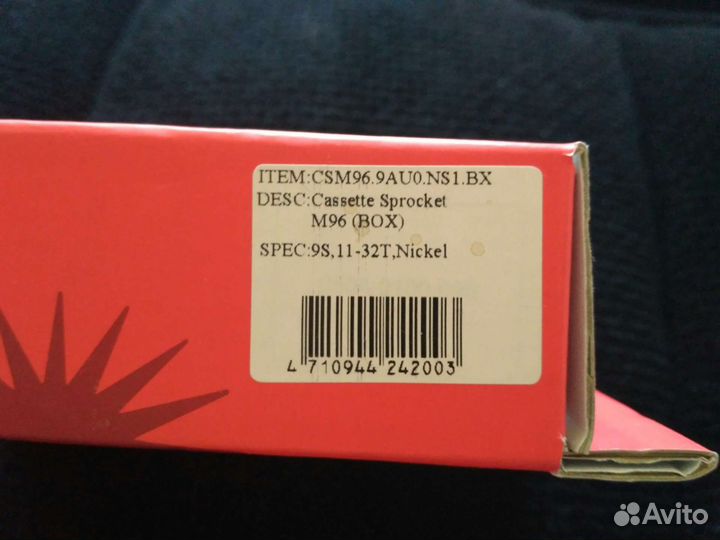 ITEM:CSM96.9AU0.NS1.BX
DESC:Cassette Sprocket
M96 (BOX)
SPEC:9S,11-32T,Nickel
4 710944 242003
Avito